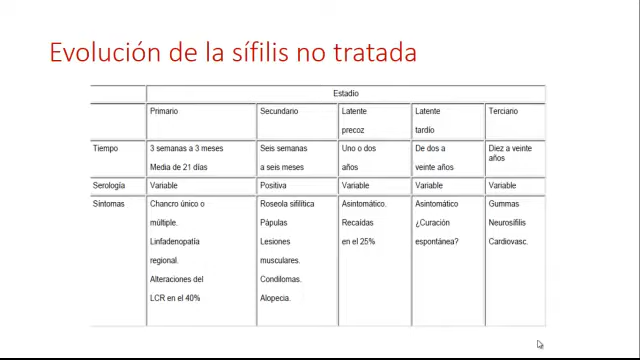 Evolución de la sífilis no tratada
Estadío
Primario Secundario Latente precoz Latente tardío Terciario
Tiempo 3 semanas a 3 meses Media de 21 días Seis semanas a seis meses Uno o dos años De dos a veinte años Diez a veinte años
Serología Variable Positiva Variable Variable Variable
Síntomas Chancro único o múltiple. Linfadenopatía regional. Alteraciones del LCR en el 40% Roseola sifilítica Pápulas Lesiones musculares. Condilomas. Alopecia. Asintomático. Recaídas en el 25% Asintomático ¿Curación espontánea? Gummas Neurosífilis Cardiovasc.